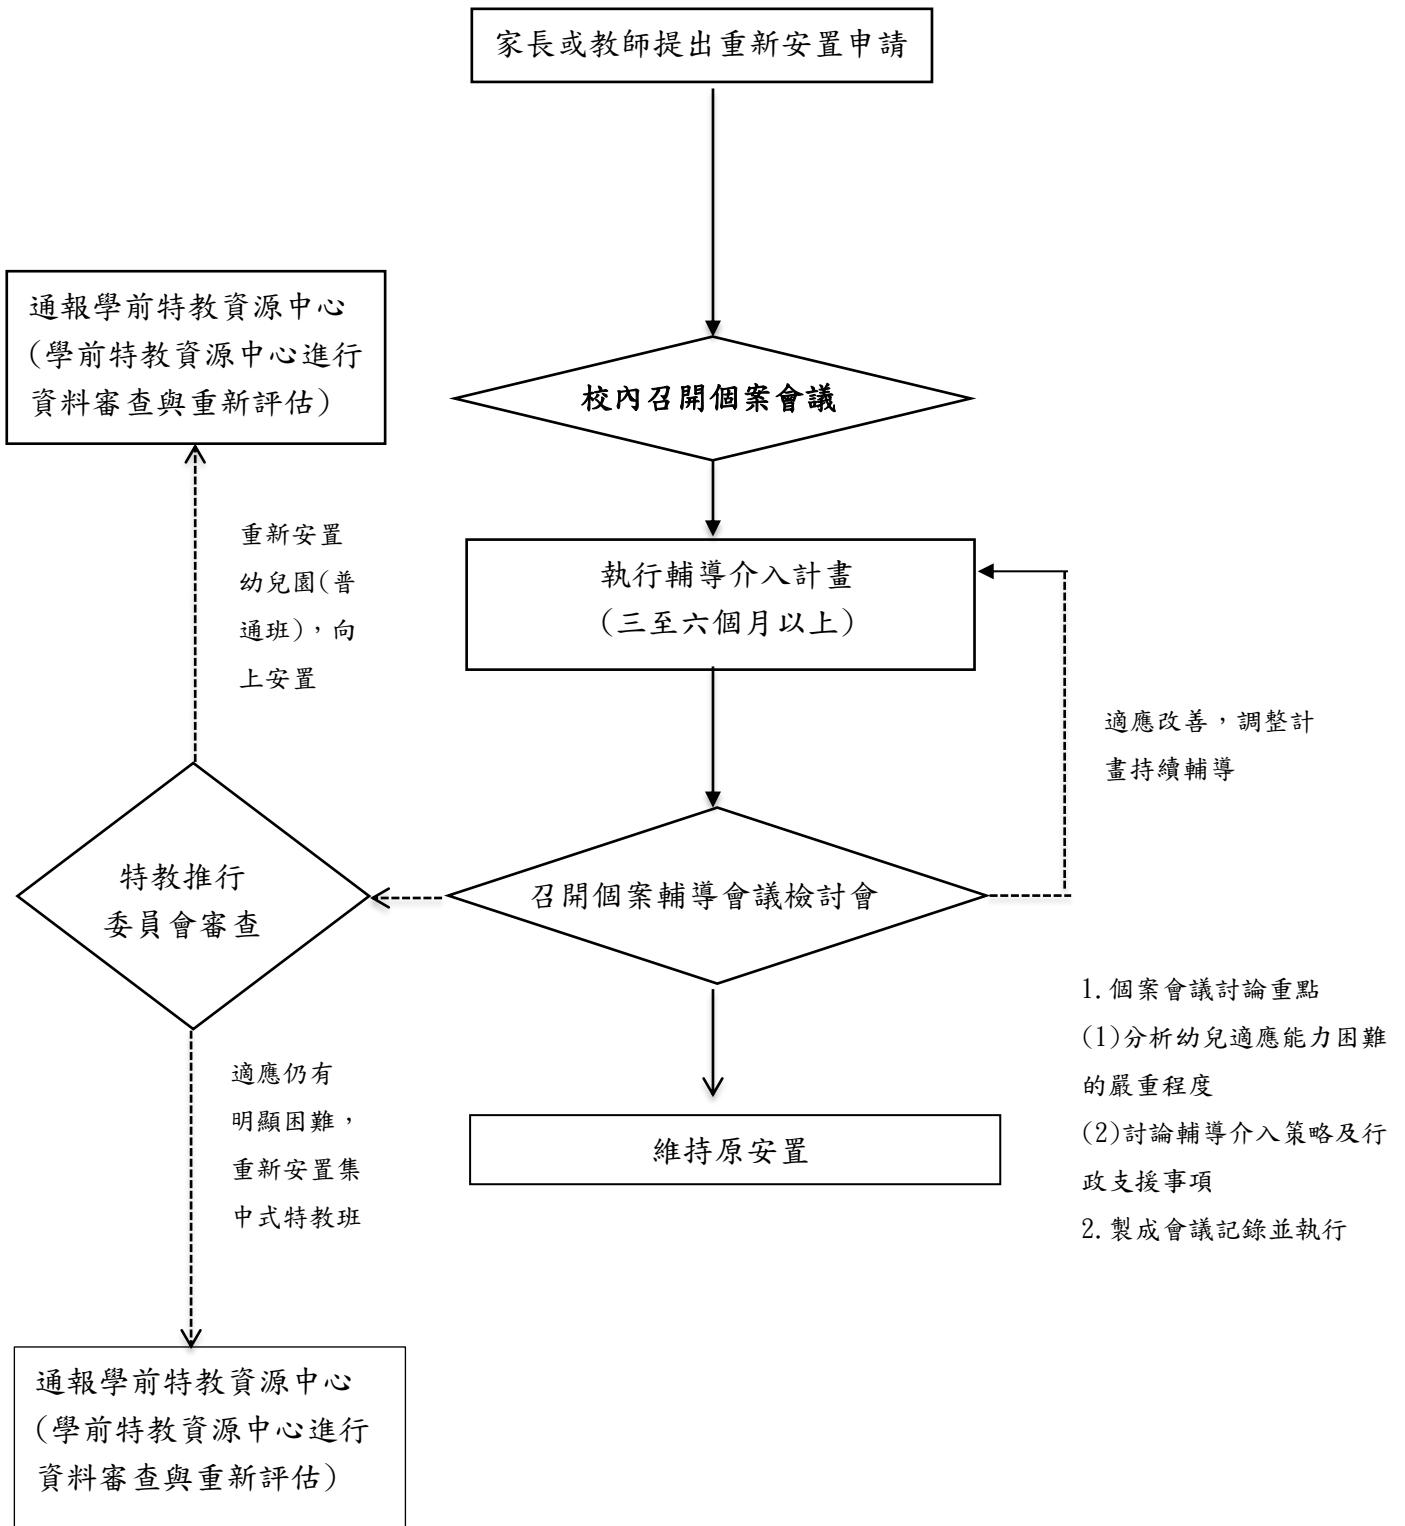 家長或教師提出重新安置申請
通報學前特教資源中心
(學前特教資源中心進行
資料審查與重新評估)
校內召開個案會議
重新安置
幼兒園(普
通班),向
上安置
執行輔導介入計畫
(三至六個月以上)
適應改善,調整計
畫持續輔導
特教推行
委員會審查
召開個案輔導會議檢討會
1.個案會議討論重點
(1)分析幼兒適應能力困難
的嚴重程度
(2)討論輔導介入策略及行
政支援事項
2.製成會議記錄並執行
適應仍有
明顯困難,
重新安置集
中式特教班
維持原安置
通報學前特教資源中心
(學前特教資源中心進行
資料審查與重新評估)